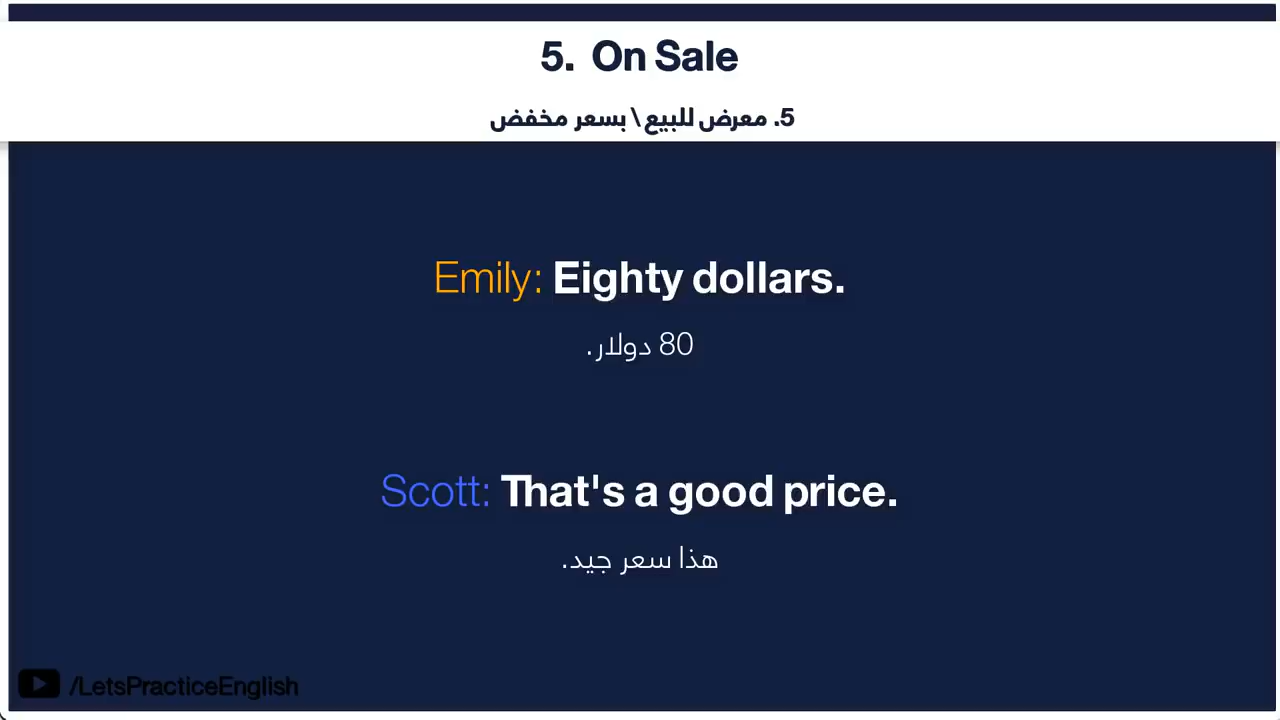 5. On Sale
5. معرض للبيع\ بسعر مخفض
Emily: Eighty dollars.
80 دولار.
Scott: That's a good price.
هذا سعر جيد.
/LetsPracticeEnglish